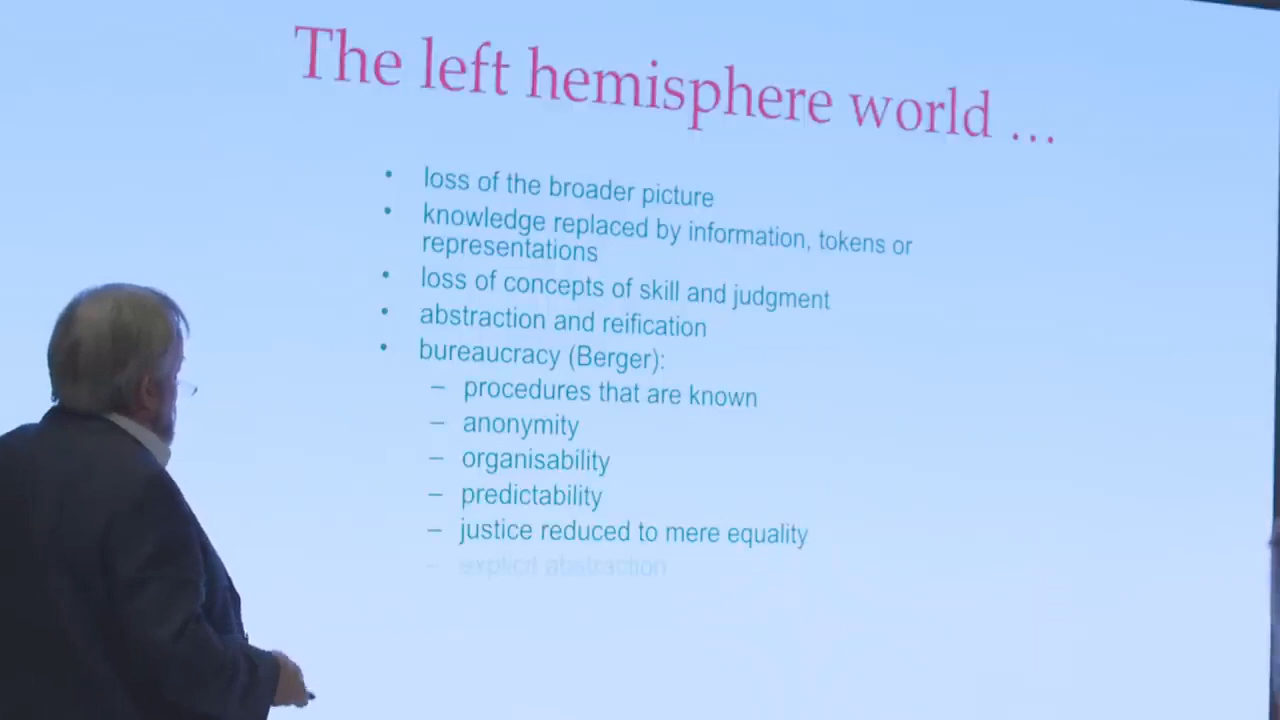 The left hemisphere world ...
• loss of the broader picture
• knowledge replaced by information, tokens or
representations
• loss of concepts of skill and judgment
• abstraction and reification
• bureaucracy (Berger):
– procedures that are known
– anonymity
– organisability
– predictability
– justice reduced to mere equality
– explicit abstraction